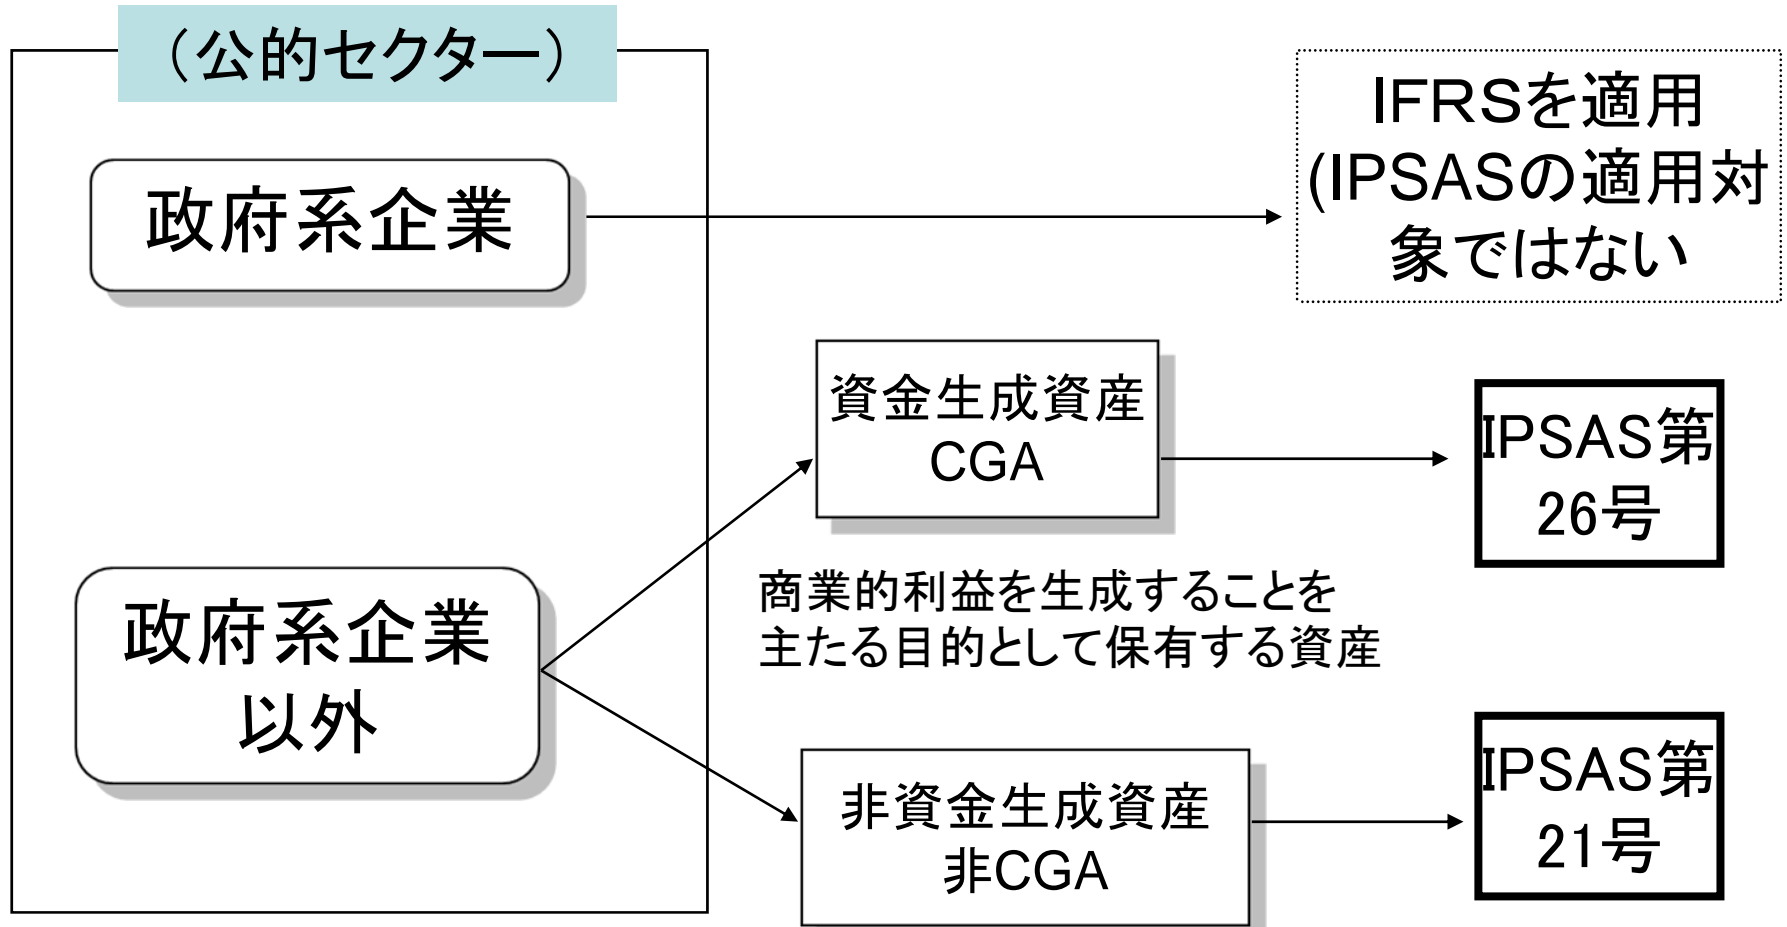 （公的セクター）
政府系企業
IFRSを適用
(IPSASの適用対
象ではない
資金生成資産
CGA
IPSAS第
26号
商業的利益を生成することを
主たる目的として保有する資産
政府系企業
以外
非資金生成資産
非CGA
IPSAS第
21号